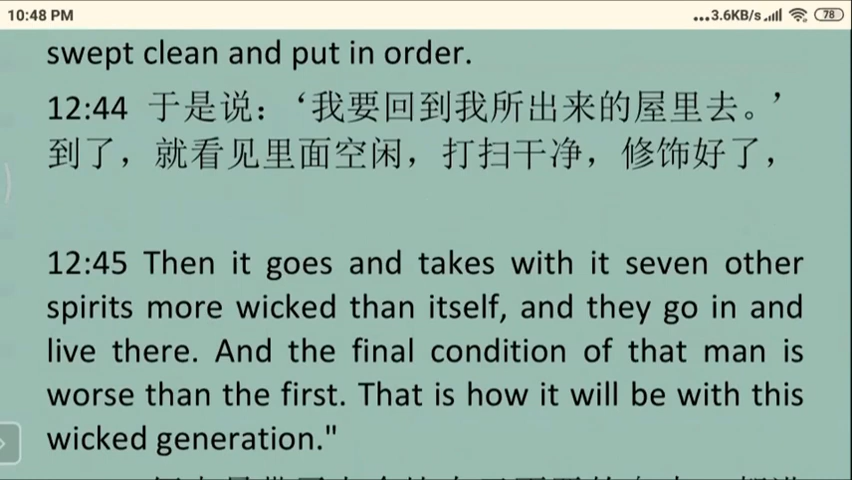 10:48 PM ...3.6KB/s 78
swept clean and put in order.
12:44 于是说：‘我要回到我所出来的屋里去。’
到了，就看见里面空闲，打扫干净，修饰好了，
12:45 Then it goes and takes with it seven other
spirits more wicked than itself, and they go in and
live there. And the final condition of that man is
worse than the first. That is how it will be with this
wicked generation."